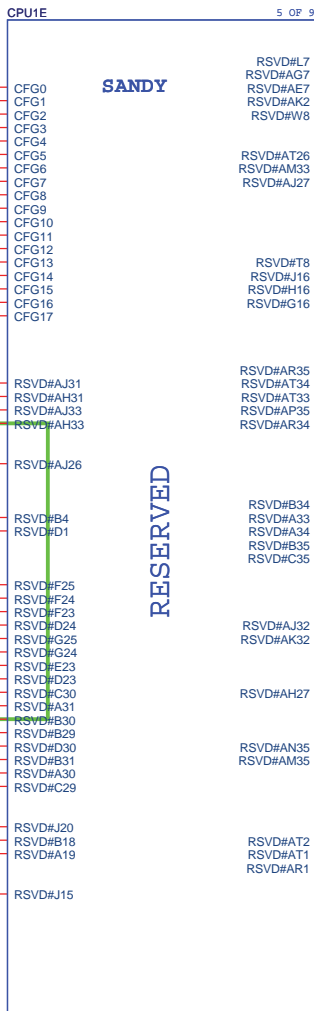 CPU1E
5 OF 9
SANDY
CFG0
CFG1
CFG2
CFG3
CFG4
CFG5
CFG6
CFG7
CFG8
CFG9
CFG10
CFG11
CFG12
CFG13
CFG14
CFG15
CFG16
CFG17
RSVD#AJ31
RSVD#AH31
RSVD#AJ33
RSVD#AH33
RSVD#AJ26
RSVD#B4
RSVD#D1
RSVD#F25
RSVD#F24
RSVD#F23
RSVD#D24
RSVD#G25
RSVD#G24
RSVD#E23
RSVD#D23
RSVD#C30
RSVD#A31
RSVD#B30
RSVD#B29
RSVD#D30
RSVD#B31
RSVD#A30
RSVD#C29
RSVD#J20
RSVD#B18
RSVD#A19
RSVD#J15
RESERVED
RSVD#L7
RSVD#AG7
RSVD#AE7
RSVD#AK2
RSVD#W8
RSVD#AT26
RSVD#AM33
RSVD#AJ27
RSVD#T8
RSVD#J16
RSVD#H16
RSVD#G16
RSVD#AR35
RSVD#AT34
RSVD#AT33
RSVD#AP35
RSVD#AR34
RSVD#B34
RSVD#A33
RSVD#A34
RSVD#B35
RSVD#C35
RSVD#AJ32
RSVD#AK32
RSVD#AH27
RSVD#AN35
RSVD#AM35
RSVD#AT2
RSVD#AT1
RSVD#AR1